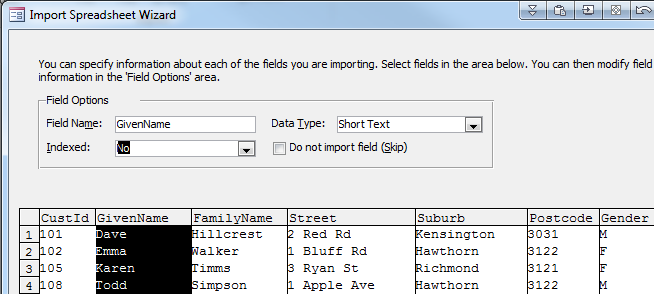 Import Spreadsheet Wizard
You can specify information about each of the fields you are importing. Select fields in the area below. You can then modify field
information in the 'Field Options' area.
Field Options
Field Name: GivenName Data Type: Short Text
Indexed: No Do not import field (Skip)
CustId GivenName FamilyName Street Suburb Postcode Gender
1 101 Dave Hillcrest 2 Red Rd Kensington 3031 M
2 102 Emma Walker 1 Bluff Rd Hawthorn 3122 F
3 105 Karen Timms 3 Ryan St Richmond 3121 F
4 108 Todd Simpson 1 Apple Ave Hawthorn 3122 M